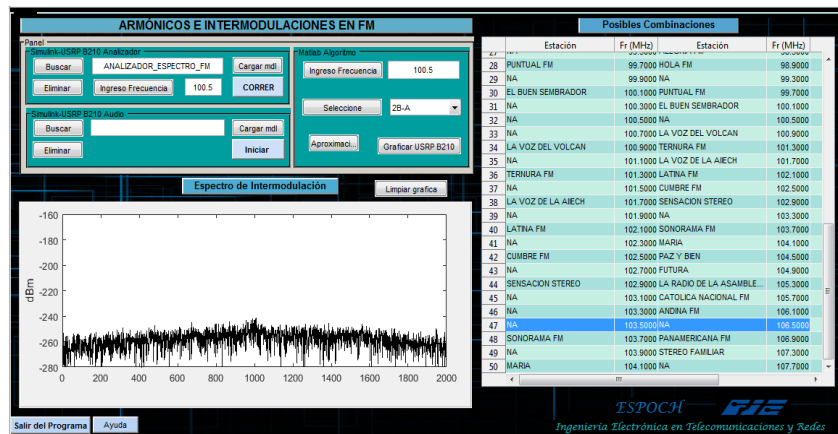 ARMÓNICOS E INTERMODULACIONES EN FM
Panel
Simulink-USRP B210 Analizador
Buscar ANALIZADOR_ESPECTRO_FM Cargar mdl
Eliminar Ingreso Frecuencia 100.5 CORRER
Simulink-USRP B210 Audio
Buscar Cargar mdl
Eliminar Iniciar
Matlab Algoritmo
Ingreso Frecuencia 100.5
Seleccione 2B-A
Aproximaci... Graficar USRP B210
Espectro de Intermodulación Limpiar grafica
-160
-180
-200
-220
-240
-260
-280
dBm
0 200 400 600 800 1000 1200 1400 1600 1800 2000
Posibles Combinaciones
Estación Fr (MHz) Estación Fr (MHz)
28 PUNTUAL FM 99.7000 HOLA FM 98.9000
29 NA 99.9000 NA 99.3000
30 EL BUEN SEMBRADOR 100.1000 PUNTUAL FM 99.7000
31 NA 100.3000 EL BUEN SEMBRADOR 100.1000
32 NA 100.5000 NA 100.5000
33 NA 100.7000 LA VOZ DEL VOLCAN 100.9000
34 LA VOZ DEL VOLCAN 100.9000 TERNURA FM 101.3000
35 NA 101.1000 LA VOZ DE LA AIECH 101.7000
36 TERNURA FM 101.3000 LATINA FM 102.1000
37 NA 101.5000 CUMBRE FM 102.5000
38 LA VOZ DE LA AIECH 101.7000 SENSACION STEREO 102.9000
39 NA 101.9000 NA 103.3000
40 LATINA FM 102.1000 SONORAMA FM 103.7000
41 NA 102.3000 MARIA 104.1000
42 CUMBRE FM 102.5000 PAZ Y BIEN 104.5000
43 NA 102.7000 FUTURA 104.9000
44 SENSACION STEREO 102.9000 LA RADIO DE LA ASAMBLE... 105.3000
45 NA 103.1000 CATOLICA NACIONAL FM 105.7000
46 NA 103.3000 ANDINA FM 106.1000
47 NA 103.5000 NA 106.5000
48 SONORAMA FM 103.7000 PANAMERICANA FM 106.9000
49 NA 103.9000 STEREO FAMILIAR 107.3000
50 MARIA 104.1000 NA 107.7000
ESPOCH FIE
Ingeniería Electrónica en Telecomunicaciones y Redes
Salir del Programa Ayuda